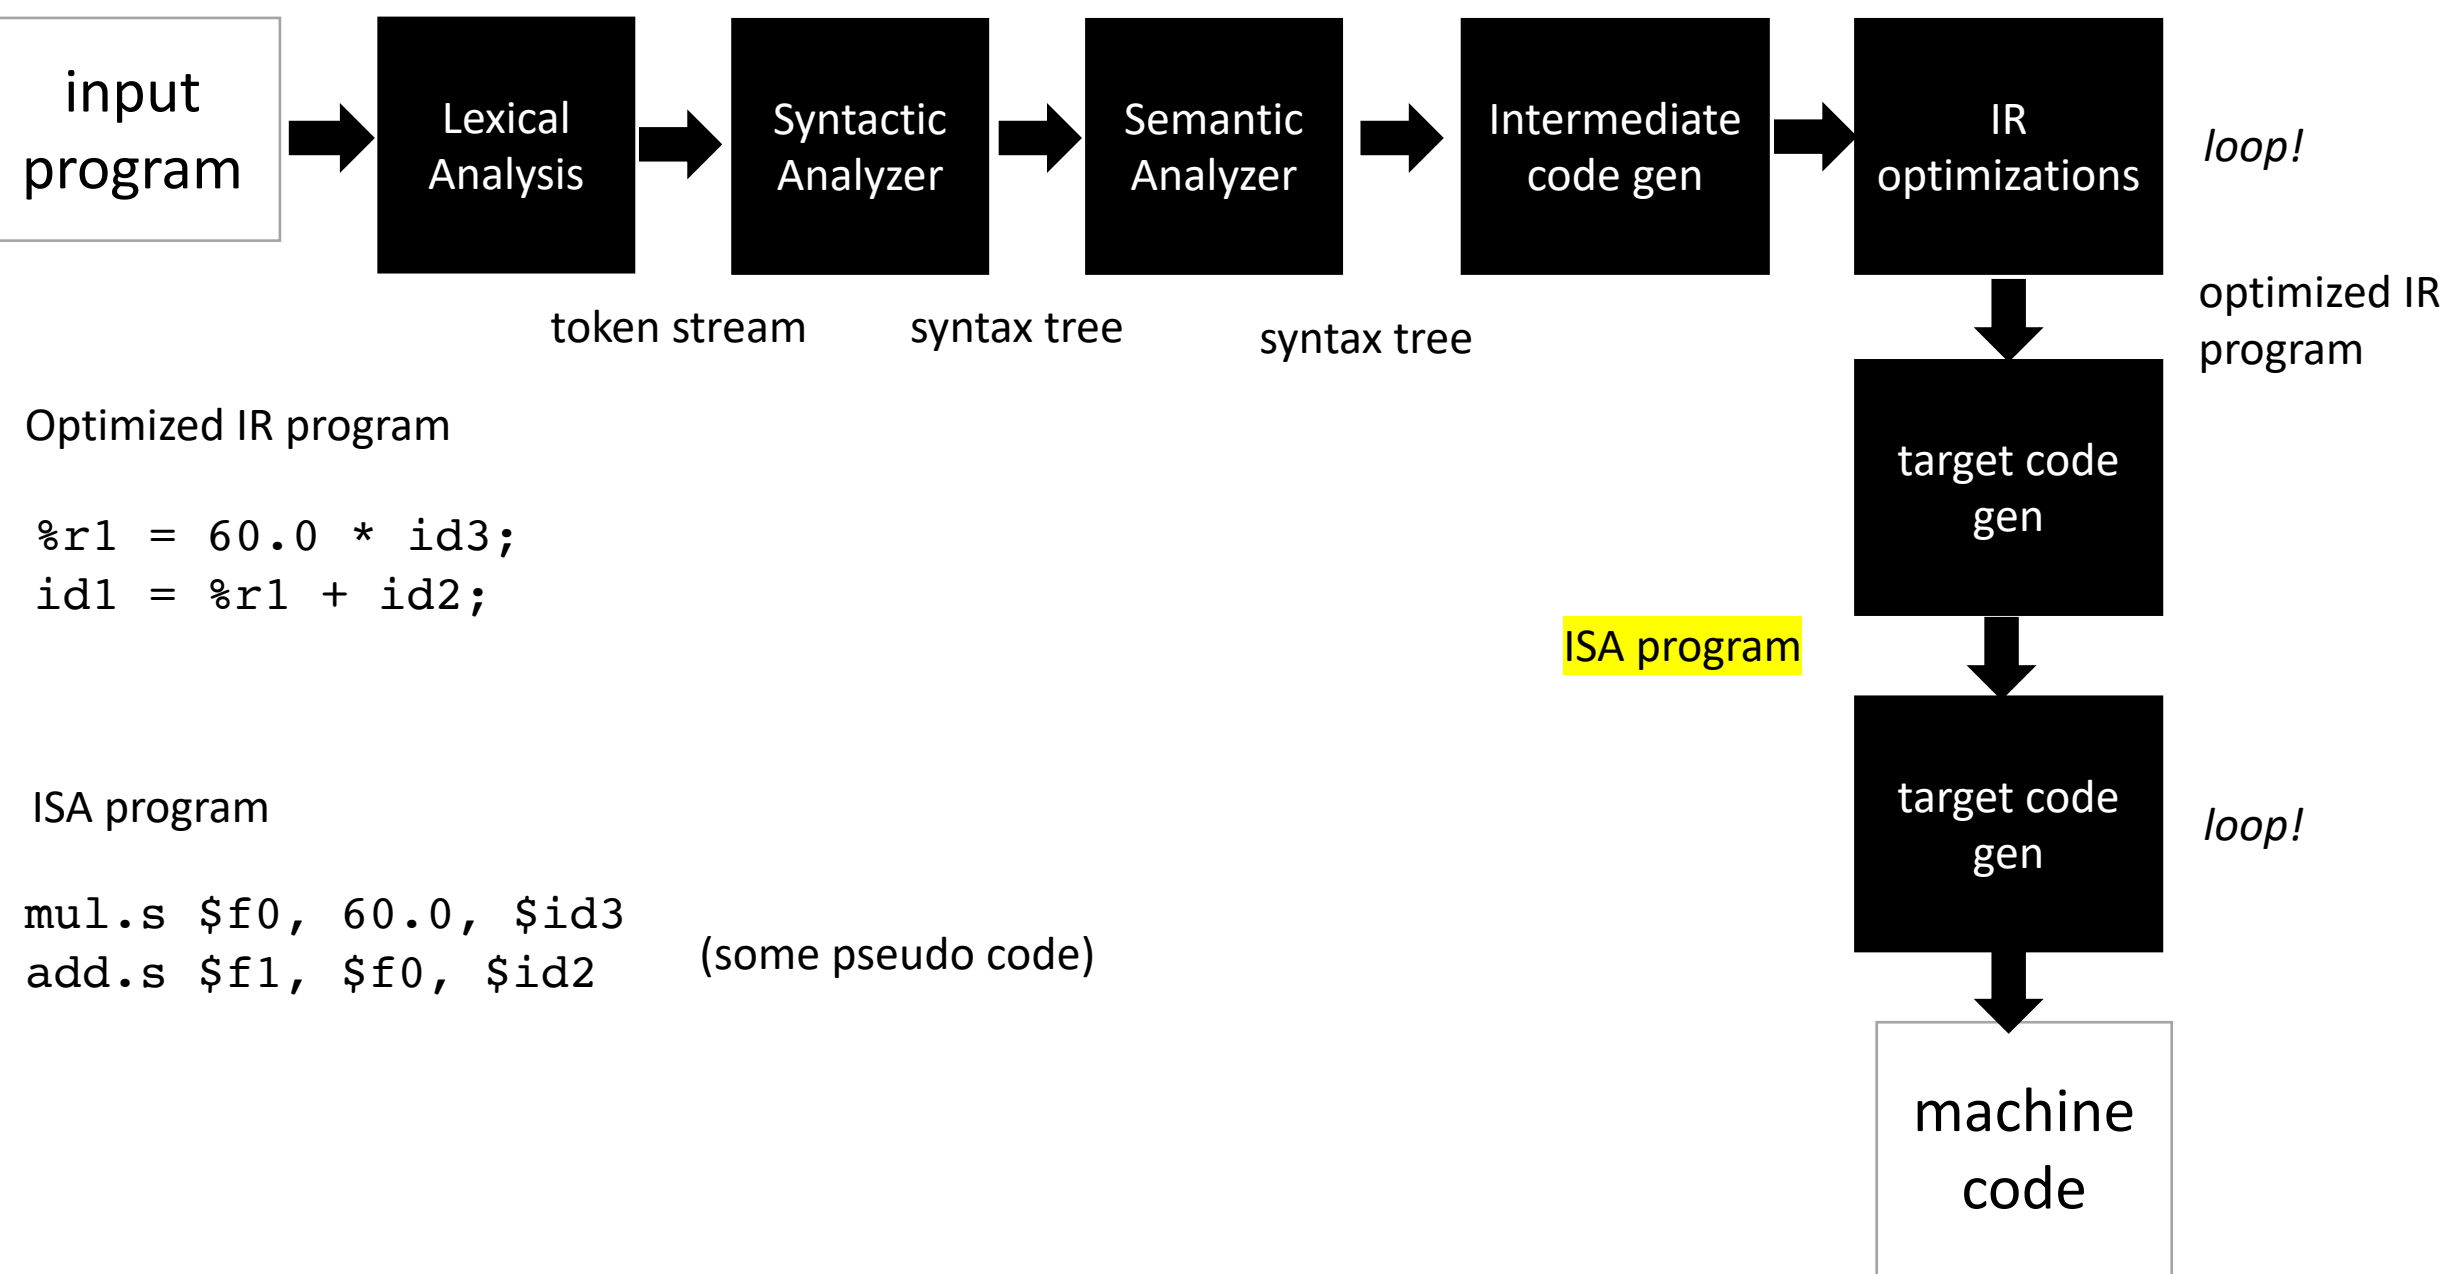 input
program
Lexical
Analysis
Syntactic
Analyzer
Semantic
Analyzer
Intermediate
code gen
IR
optimizations
loop!
token stream
syntax tree
syntax tree
optimized IR
program
Optimized IR program
%r1 = 60.0 * id3;
id1 = %r1 + id2;
target code
gen
ISA program
ISA program
mul.s $f0, 60.0, $id3
add.s $f1, $f0, $id2
(some pseudo code)
target code
gen
loop!
machine
code